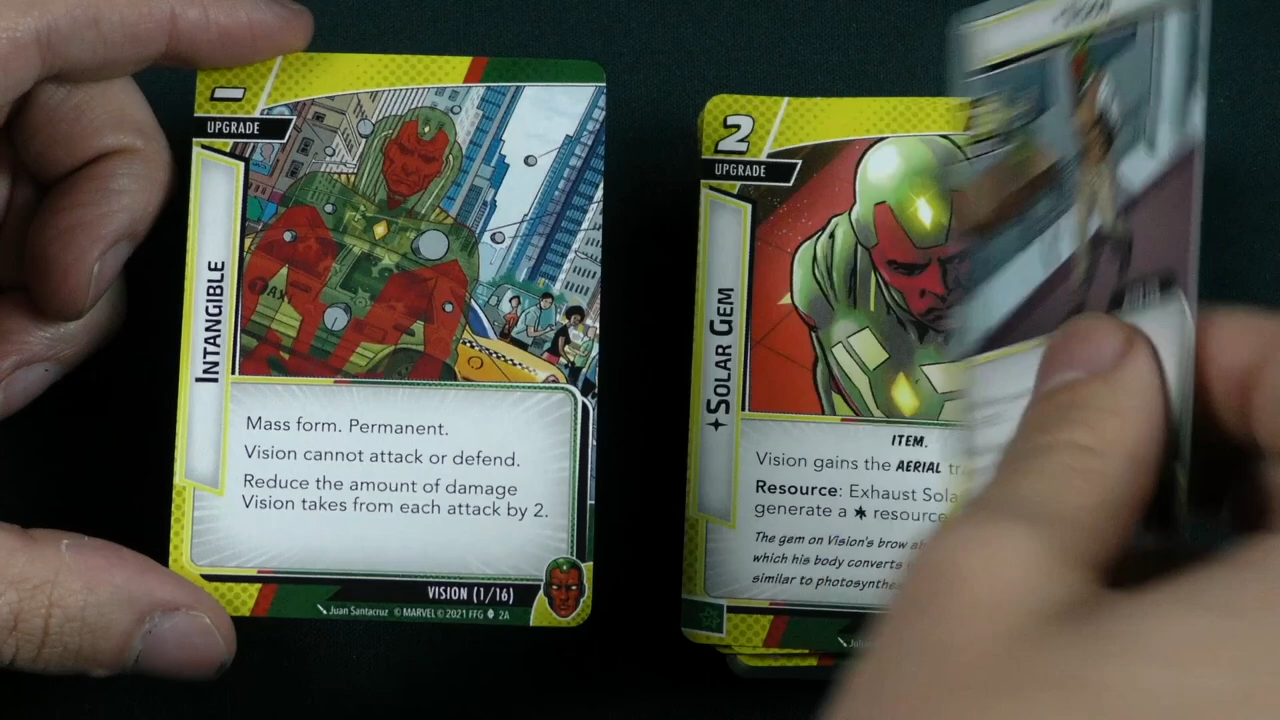 UPGRADE
INTANGIBLE
TAXI
Mass form. Permanent.
Vision cannot attack or defend.
Reduce the amount of damage
Vision takes from each attack by 2.
VISION (1/16)
Juan Santacruz © MARVEL © 2021 FFG 2A
2
UPGRADE
SOLAR GEM
ITEM.
Vision gains the AERIAL
Resource: Exhaust
generate a resource
The gem on Vision's brow
which his body converts
similar to